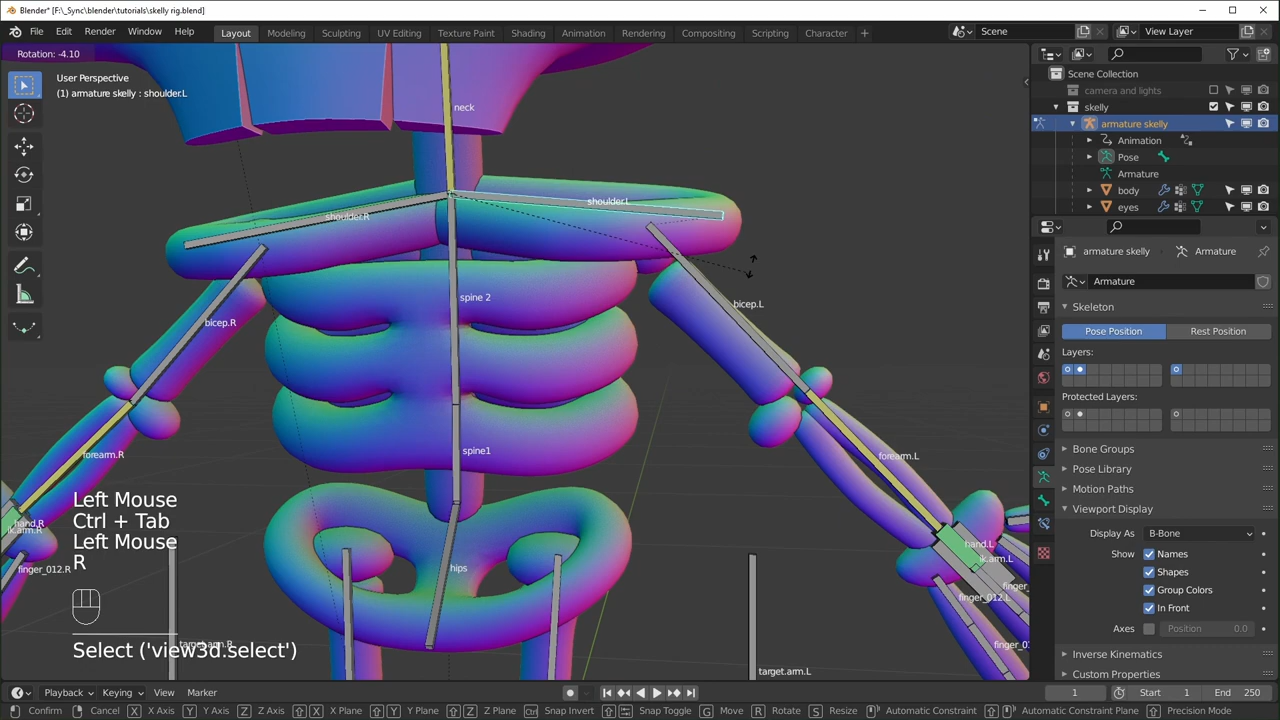 Blender* [F:\_Sync\blender\tutorials\skelly rig.blend]
File Edit Render Window Help
Layout Modeling Sculpting UV Editing Texture Paint Shading Animation Rendering Compositing Scripting Character +
Scene
View Layer
Rotation: -4.10
User Perspective
(1) armature skelly : shoulder.L
neck
shoulder.R
shoulder.L
spine 2
bicep.L
bicep.R
forearm.R
spine1
forearm.L
hand.R
ik.arm.R
finger_012.R
hips
hand.L
ik.arm.L
finger_012.L
target.arm.R
target.arm.L
Left Mouse
Ctrl + Tab
Left Mouse
R
Select ('view3d.select')
Scene Collection
camera and lights
skelly
armature skelly
Animation
Pose
Armature
body
eyes
armature skelly
Armature
Armature
Skeleton
Pose Position Rest Position
Layers:
Protected Layers:
Bone Groups
Pose Library
Motion Paths
Viewport Display
Display As B-Bone
Show Names
Shapes
Group Colors
In Front
Axes Position 0.0
Inverse Kinematics
Custom Properties
Playback Keying View Marker
1 Start 1 End 250
Confirm Cancel X X Axis Y Y Axis Z Z Axis X X Plane Y Y Plane Z Z Plane Snap Invert Snap Toggle G Move R Rotate S Resize Automatic Constraint Automatic Constraint Plane